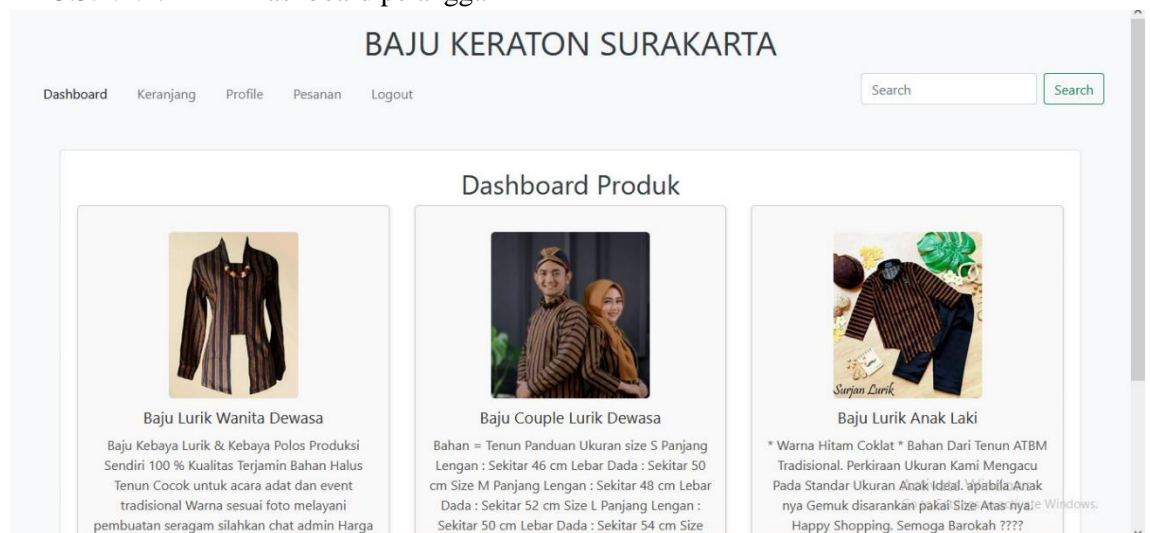 BAJU KERATON SURAKARTA
Dashboard Keranjang Profile Pesanan Logout
Search Search
Dashboard Produk
Baju Lurik Wanita Dewasa
Baju Kebaya Lurik & Kebaya Polos Produksi
Sendiri 100 % Kualitas Terjamin Bahan Halus
Tenun Cocok untuk acara adat dan event
tradisional Warna sesuai foto melayani
pembuatan seragam silahkan chat admin Harga
Baju Couple Lurik Dewasa
Bahan = Tenun Panduan Ukuran size S Panjang
Lengan : Sekitar 46 cm Lebar Dada : Sekitar 50
cm Size M Panjang Lengan : Sekitar 48 cm Lebar
Dada : Sekitar 52 cm Size L Panjang Lengan :
Sekitar 50 cm Lebar Dada : Sekitar 54 cm Size
Surjan Lurik
Baju Lurik Anak Laki
* Warna Hitam Coklat * Bahan Dari Tenun ATBM
Tradisional. Perkiraan Ukuran Kami Mengacu
Pada Standar Ukuran Anak Ideal. apabila Anak
nya Gemuk disarankan pakai Size Atas nya.
Happy Shopping. Semoga Barokah ????
Windows.